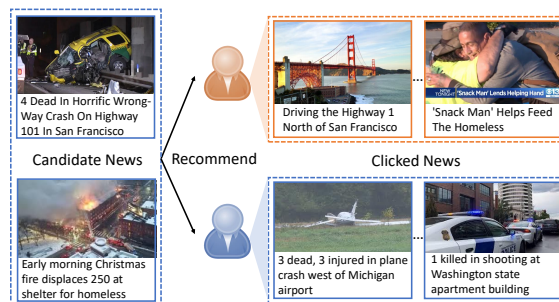 4 Dead In Horrific Wrong-
Way Crash On Highway
101 In San Francisco
Candidate News
Early morning Christmas
fire displaces 250 at
shelter for homeless
Recommend
Driving the Highway 1
North of San Francisco
...
'Snack Man' Lends Helping Hand
13
'Snack Man' Helps Feed
The Homeless
Clicked News
3 dead, 3 injured in plane
crash west of Michigan
airport
...
1 killed in shooting at
Washington state
apartment building